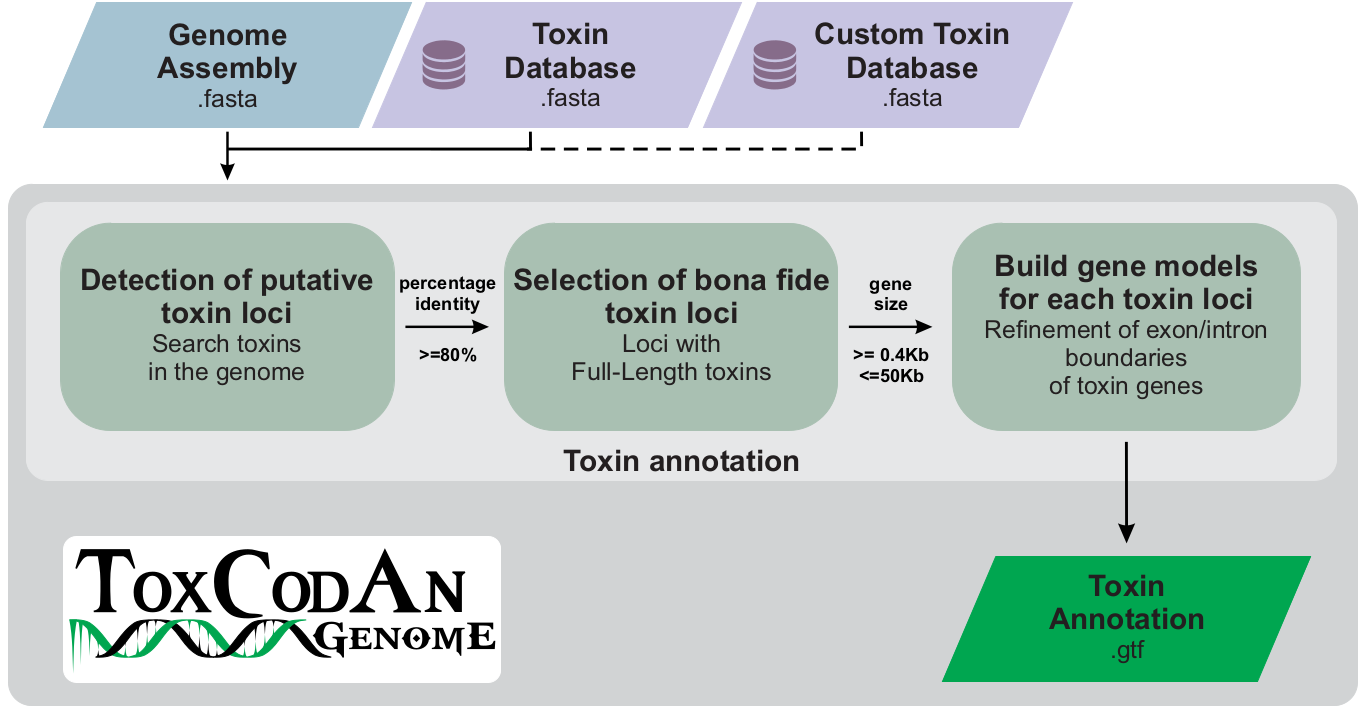 Genome
Assembly
.fasta
Toxin
Database
.fasta
Custom Toxin
Database
.fasta
Detection of putative
toxin loci
Search toxins
in the genome
percentage
identity
>=80%
Selection of bona fide
toxin loci
Loci with
Full-Length toxins
gene
size
>= 0.4Kb
<=50Kb
Build gene models
for each toxin loci
Refinement of exon/intron
boundaries
of toxin genes
Toxin annotation
ToxCodAn
Genome
Toxin
Annotation
.gtf